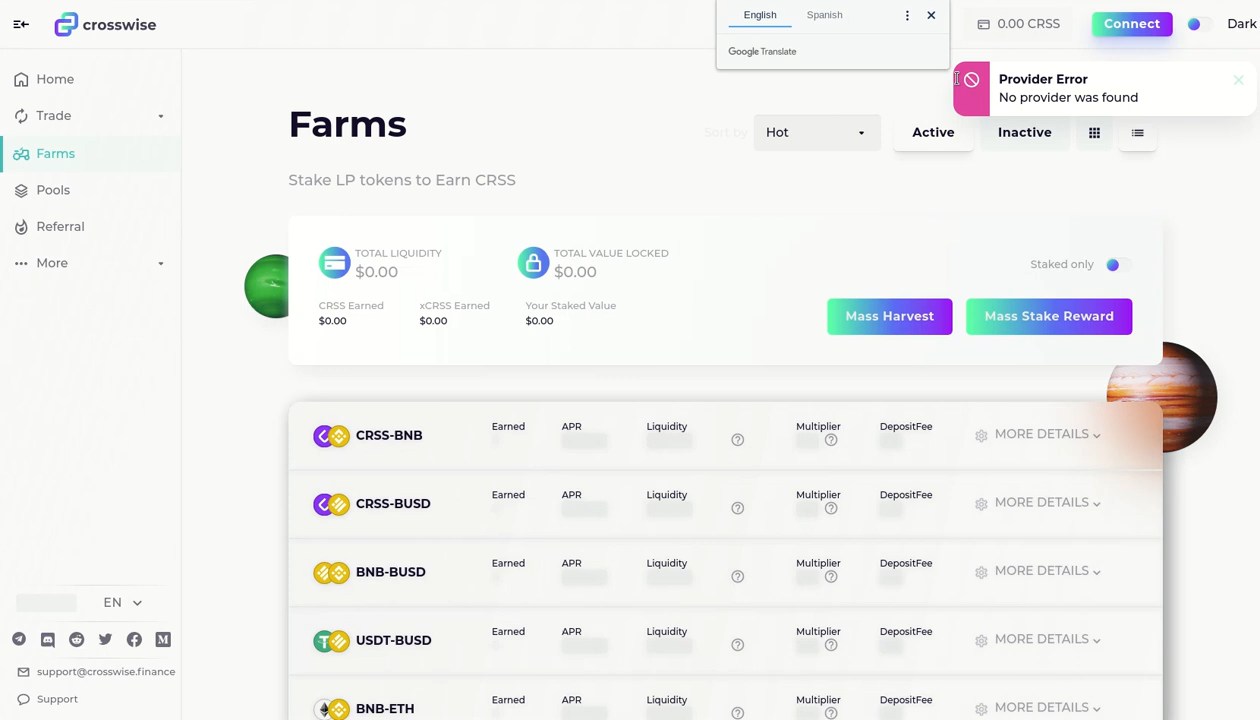 crosswise
English Spanish
Google Translate
0.00 CRSS
Connect
Dark
Provider Error
No provider was found
Home
Trade
Farms
Pools
Referral
More
Farms
Sort by
Hot
Active
Inactive
Stake LP tokens to Earn CRSS
TOTAL LIQUIDITY
$0.00
TOTAL VALUE LOCKED
$0.00
Staked only
CRSS Earned
$0.00
xCRSS Earned
$0.00
Your Staked Value
$0.00
Mass Harvest
Mass Stake Reward
CRSS-BNB
Earned APR Liquidity Multiplier DepositFee
MORE DETAILS
CRSS-BUSD
Earned APR Liquidity Multiplier DepositFee
MORE DETAILS
BNB-BUSD
Earned APR Liquidity Multiplier DepositFee
MORE DETAILS
USDT-BUSD
Earned APR Liquidity Multiplier DepositFee
MORE DETAILS
BNB-ETH
Earned APR Liquidity Multiplier DepositFee
MORE DETAILS
EN
support@crosswise.finance
Support